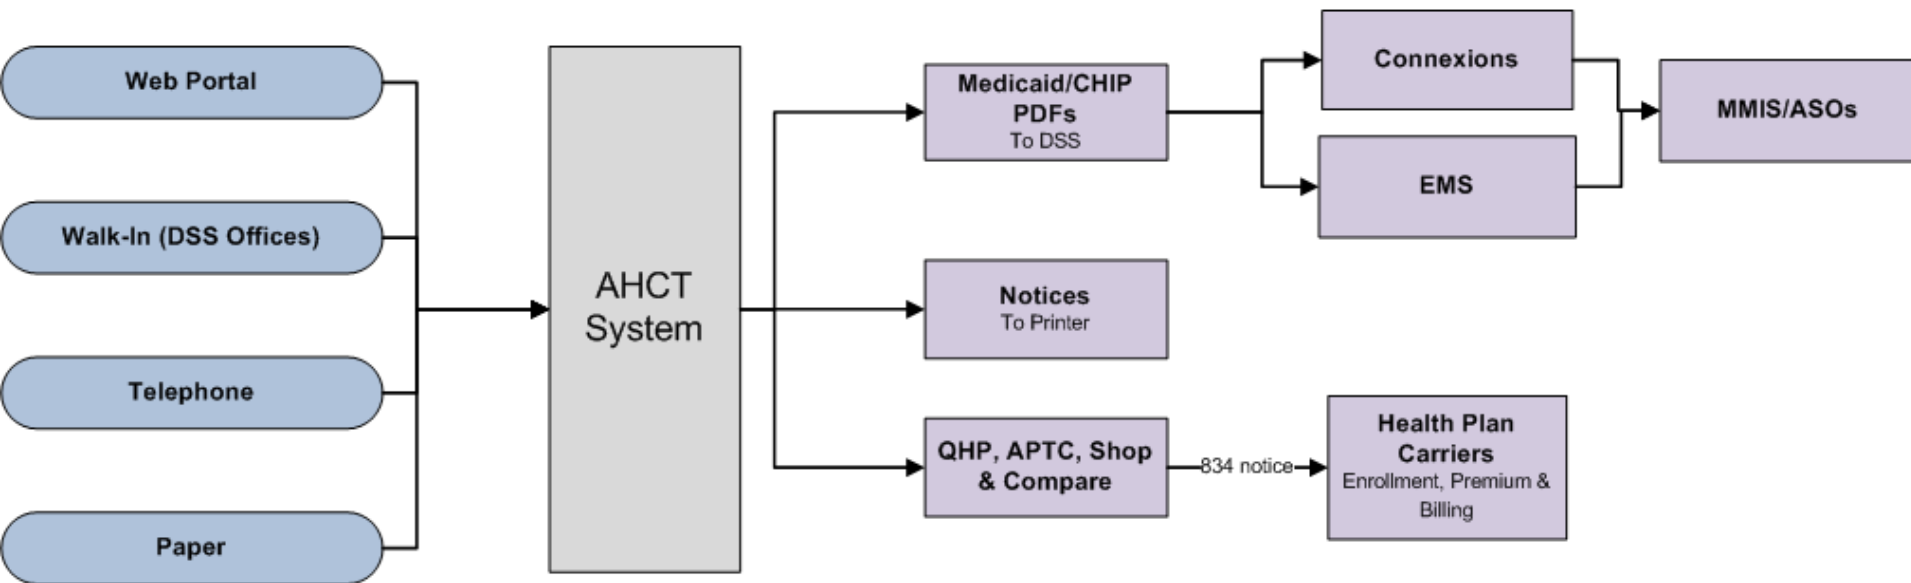 Web Portal
Walk-In (DSS Offices)
Telephone
Paper
AHCT
System
Medicaid/CHIP
PDFs
To DSS
Notices
To Printer
QHP, APTC, Shop
& Compare
834 notice
Connexions
EMS
MMIS/ASOs
Health Plan
Carriers
Enrollment, Premium &
Billing